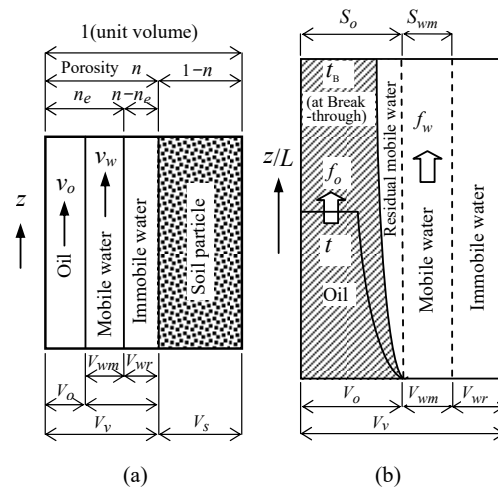 1(unit volume)
Porosity n
1−n
n_e
n−n_e
v_o
v_w
z
Oil
Mobile water
Immobile water
Soil particle
V_wm
V_wr
V_o
V_v
V_s
(a)
S_o
S_wm
t_B
(at Break
-through)
f_w
z/L
f_o
t
Oil
Residual mobile water
Mobile water
Immobile water
V_o
V_wm
V_wr
V_v
(b)